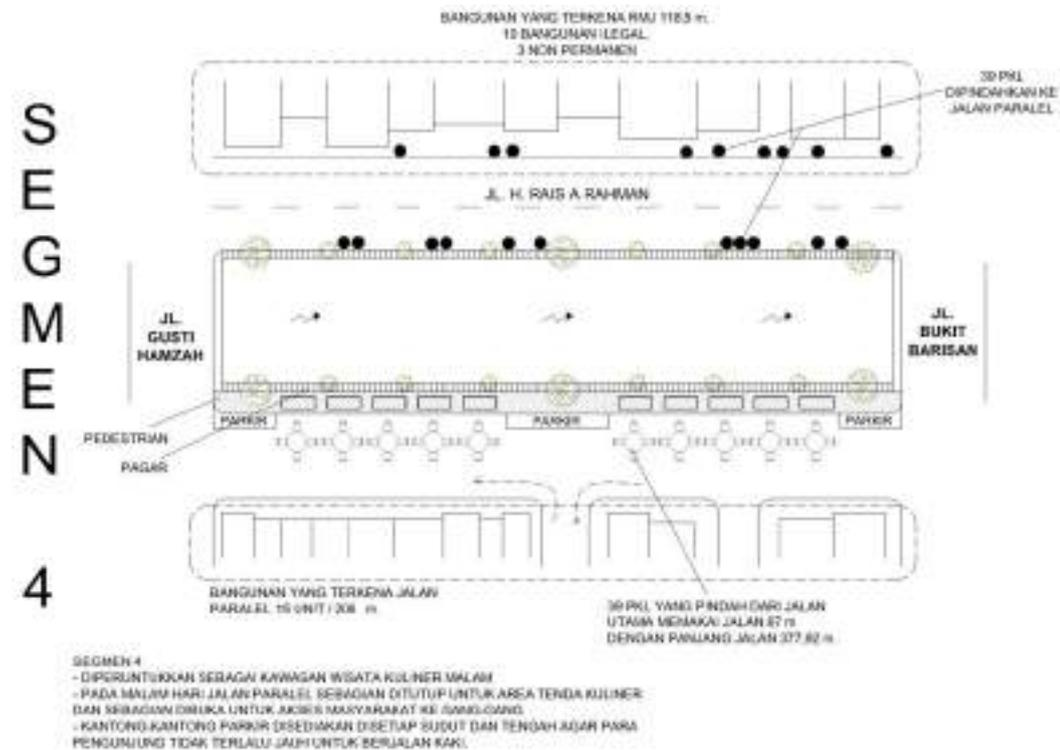 BANGUNAN YANG TERKENA RMJ 118,5 m.
10 BANGUNAN ILEGAL,
3 NON PERMANEN
39 PKL
DIPINDAHKAN KE
JALAN PARALEL
SEGMEN 4
JL. H. RAIS A RAHMAN
JL.
GUSTI
HAMZAH
JL.
BUKIT
BARISAN
PARKIR
PARKIR
PARKIR
PEDESTRIAN
PAGAR
BANGUNAN YANG TERKENA JALAN
PARALEL 15 UNIT / 206 m
39 PKL YANG PINDAH DARI JALAN
UTAMA MEMAKAI JALAN 87 m
DENGAN PANJANG JALAN 377,82 m
SEGMEN 4
- DIPERUNTUKKAN SEBAGAI KAWASAN WISATA KULINER MALAM
- PADA MALAM HARI JALAN PARALEL SEBAGIAN DITUTUP UNTUK AREA TENDA KULINER
DAN SEBAGIAN DIBUKA UNTUK AKSES MASYARAKAT KE GANG-GANG
- KANTONG-KANTONG PARKIR DISEDIAKAN DISETIAP SUDUT DAN TENGAH AGAR PARA
PENGUNJUNG TIDAK TERLALU JAUH UNTUK BERJALAN KAKI.